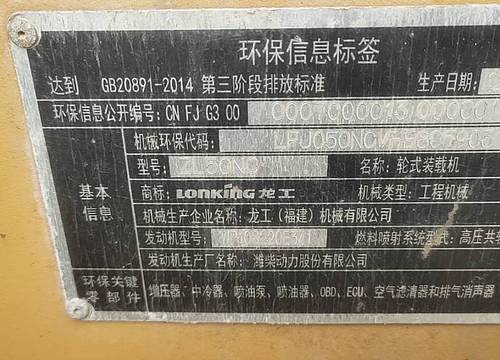 环保信息标签
达到 GB20891-2014 第三阶段排放标准 生产日期
环保信息公开编号: CN FJ G3 00
机械环保代码
型号: 名称: 轮式装载机
基本信息
商标: LONKING 龙工 机械类型: 工程机械
机械生产企业名称: 龙工（福建）机械有限公司
发动机型号: 燃料喷射系统型式: 高压共
发动机生产厂名称: 潍柴动力股份有限公司
环保关键
零部件
增压器、中冷器、喷油泵、喷油器、OBD、ECU、空气滤清器和排气消声器